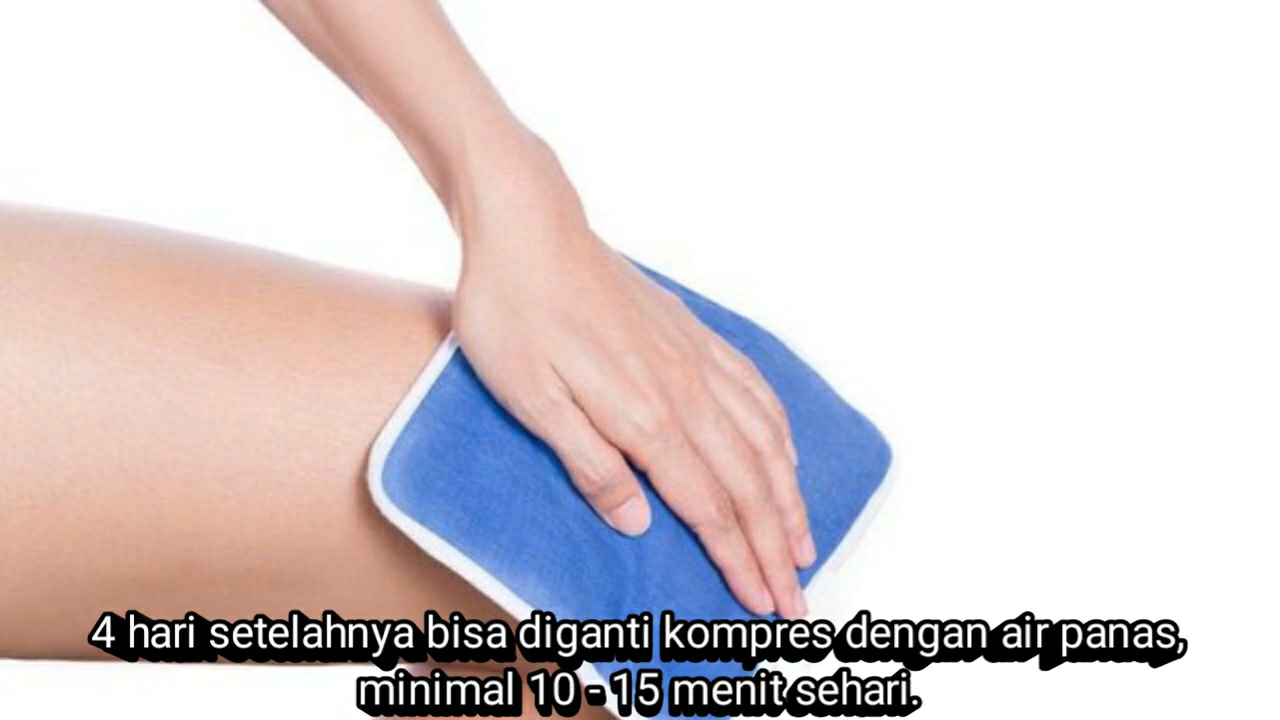 4 hari setelahnya bisa diganti kompres dengan air panas,
minimal 10 - 15 menit sehari.